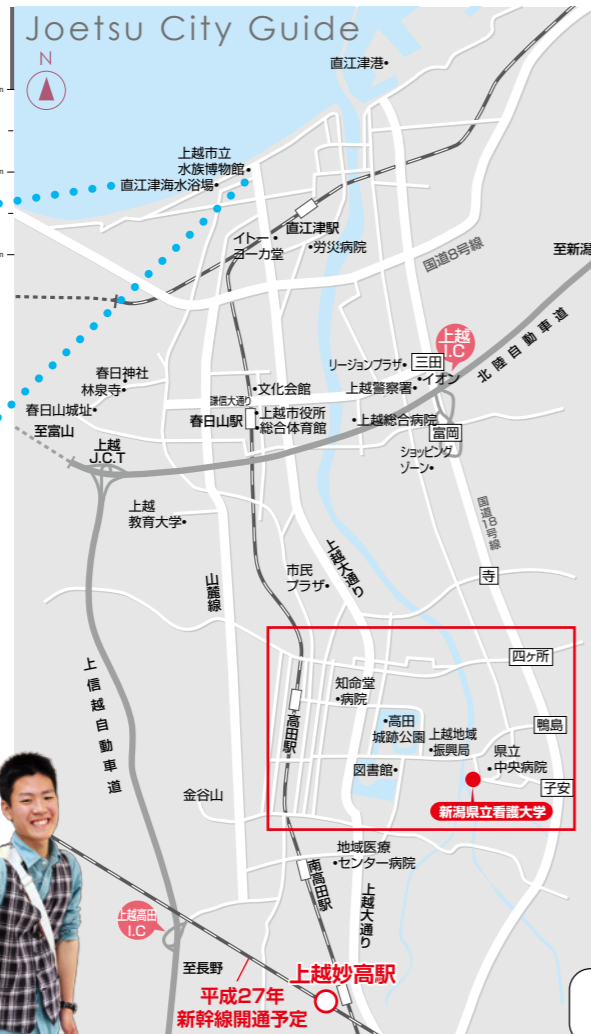 Joetsu City Guide
N
直江津港
上越市立
水族博物館
直江津海水浴場
直江津駅
イトー
ヨーカ堂
労災病院
国道8号線
至新潟
上越
I.C
北陸自動車道
リージョンプラザ
三田
イオン
上越警察署
春日神社
林泉寺
春日山城址
謙信大通り
文化会館
春日山駅
上越市役所
総合体育館
上越総合病院
富岡
ショッピング
ゾーン
至富山
上越
J.C.T
上越
教育大学
国道18号線
山麓線
市民
プラザ
上越大通り
寺
四ケ所
上信越自動車道
知命堂
病院
高田駅
高田
城跡公園
上越地域
振興局
鴨島
県立
中央病院
図書館
子安
新潟県立看護大学
金谷山
地域医療
センター病院
南高田駅
上越大通り
上越高田
I.C
至長野
上越妙高駅
平成27年
新幹線開通予定